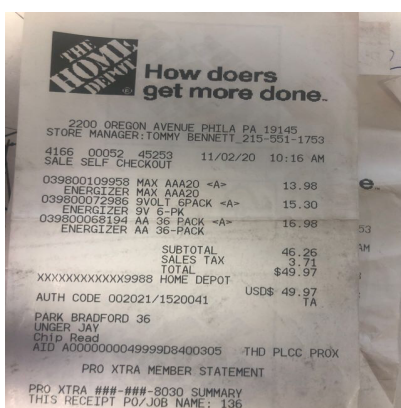 THE
HOME
DEPOT
®
How doers
get more done™
2200 OREGON AVENUE PHILA PA 19145
STORE MANAGER:TOMMY BENNETT 215-551-1753
4166 00052 45253 11/02/20 10:16 AM
SALE SELF CHECKOUT
039800109958 MAX AAA20 <A> 13.98
ENERGIZER MAX AAA20
039800072986 9VOLT 6PACK <A> 15.30
ENERGIZER 9V 6-PK
039800068194 AA 36 PACK <A> 16.98
ENERGIZER AA 36-PACK
SUBTOTAL 46.26
SALES TAX 3.71
TOTAL $49.97
XXXXXXXXXXXX9988 HOME DEPOT
USD$ 49.97
AUTH CODE 002021/1520041 TA
PARK BRADFORD 36
UNGER JAY
Chip Read
AID A0000000049999D8400305 THD PLCC PROX
PRO XTRA MEMBER STATEMENT
PRO XTRA ###-###-8030 SUMMARY
THIS RECEIPT PO/JOB NAME: 136
e.
53
AM